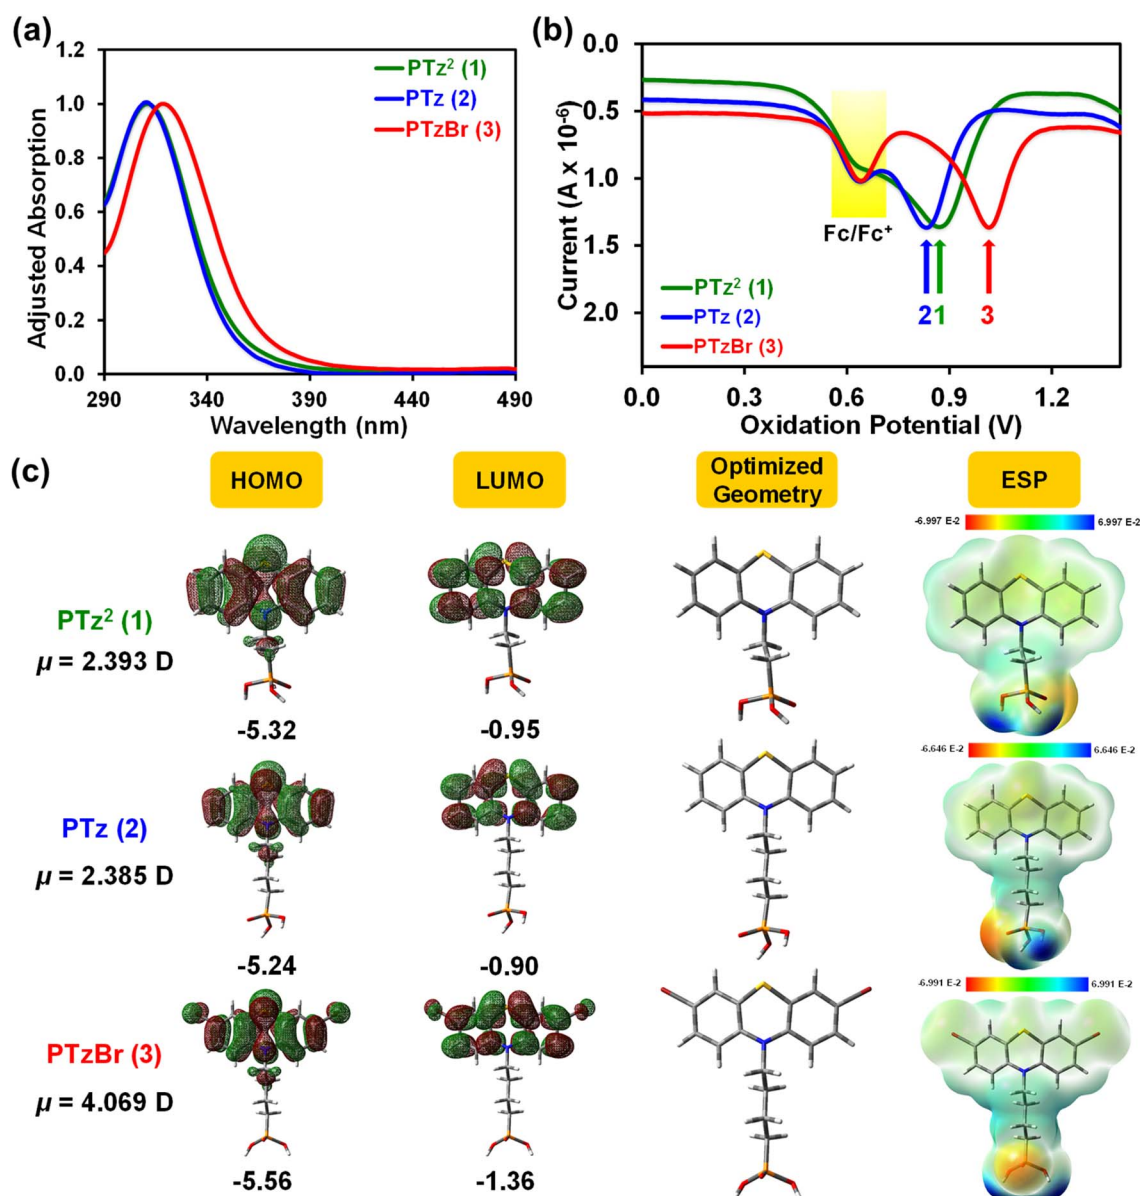 (a)
1.2
1.0
0.8
0.6
0.4
0.2
0.0
Adjusted Absorption
PTz² (1)
PTz (2)
PTzBr (3)
290 340 390 440 490
Wavelength (nm)
(b)
0.0
0.5
1.0
1.5
2.0
Current (A x 10⁻⁶)
Fc/Fc⁺
PTz² (1)
PTz (2)
PTzBr (3)
2 1 3
0.0 0.3 0.6 0.9 1.2
Oxidation Potential (V)
(c)
HOMO
LUMO
Optimized
Geometry
ESP
PTz² (1)
μ = 2.393 D
-5.32
-0.95
-6.997 E-2 6.997 E-2
PTz (2)
μ = 2.385 D
-5.24
-0.90
-6.646 E-2 6.646 E-2
PTzBr (3)
μ = 4.069 D
-5.56
-1.36
-6.991 E-2 6.991 E-2